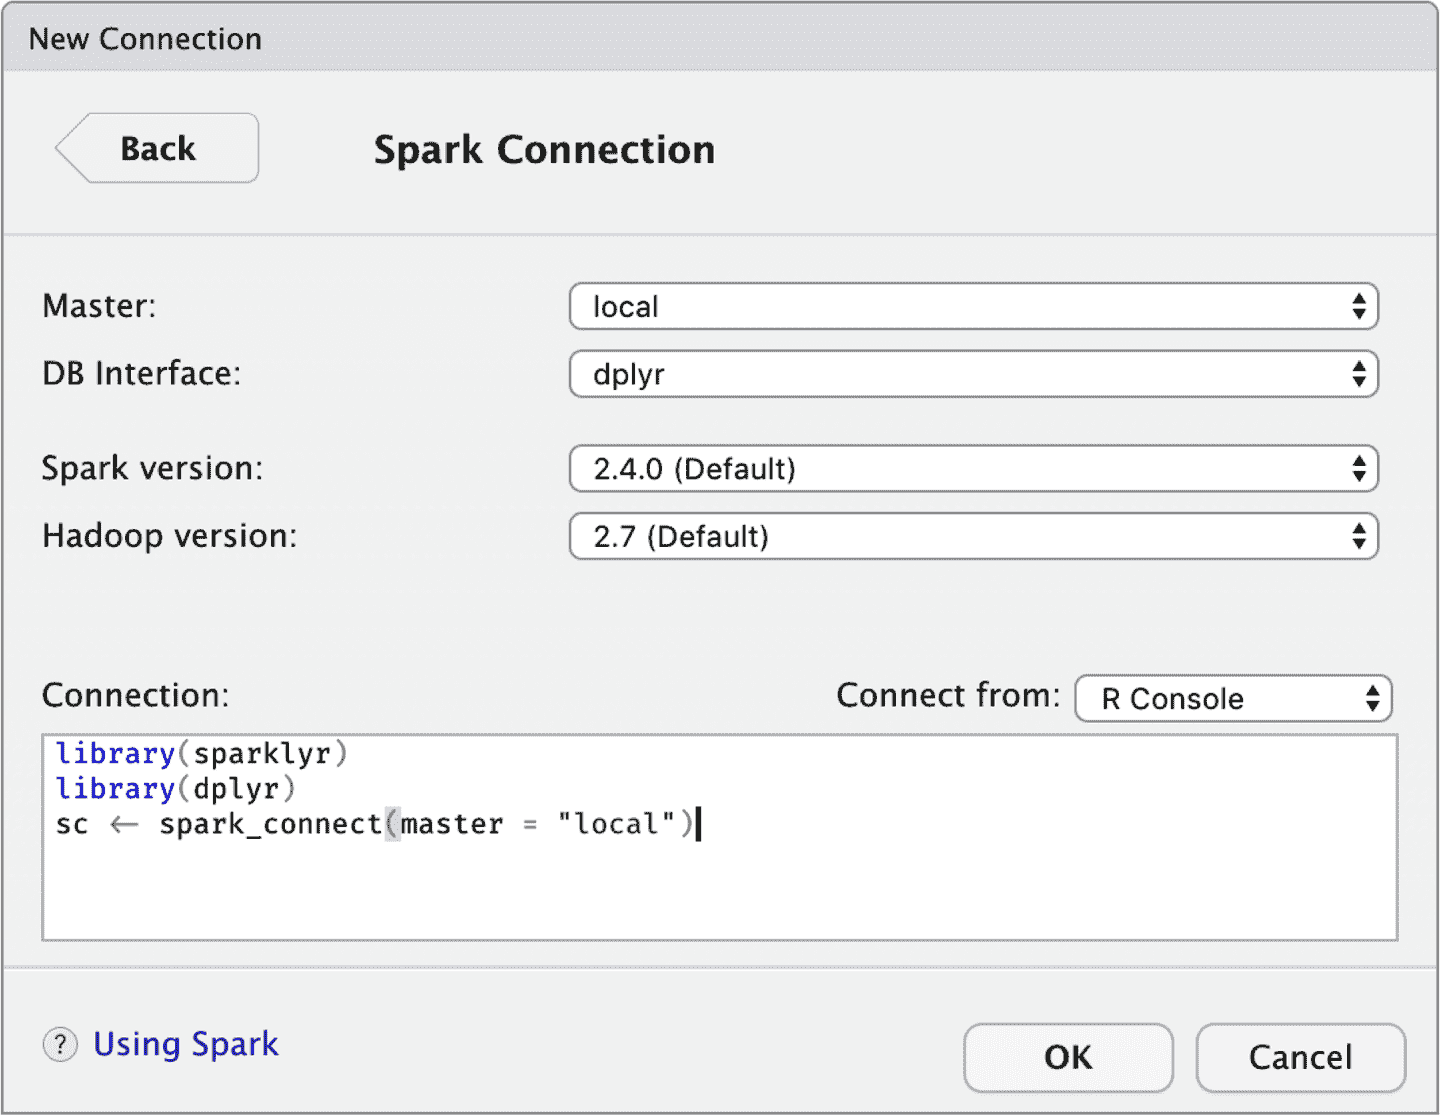 New Connection
Back
Spark Connection
Master:
local
DB Interface:
dplyr
Spark version:
2.4.0 (Default)
Hadoop version:
2.7 (Default)
Connection:
Connect from:
R Console
library(sparklyr)
library(dplyr)
sc <- spark_connect(master = "local")
? Using Spark
OK
Cancel